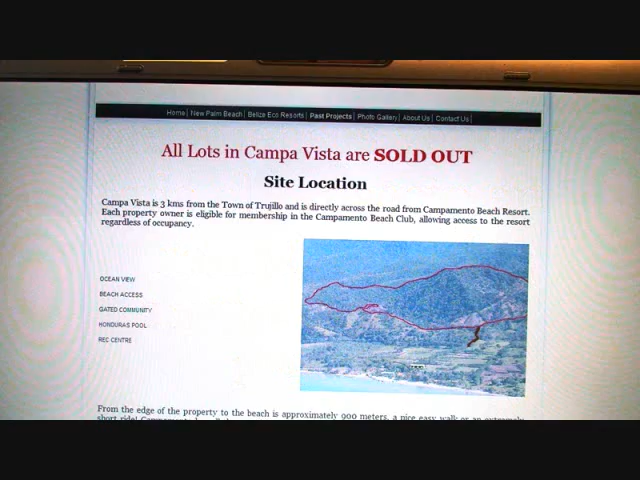 Home| New Palm Beach| Belize Eco Resorts| Past Projects| Photo Gallery| About Us| Contact Us|
All Lots in Campa Vista are SOLD OUT
Site Location
Campa Vista is 3 kms from the Town of Trujillo and is directly across the road from Campamento Beach Resort.
Each property owner is eligible for membership in the Campamento Beach Club, allowing access to the resort
regardless of occupancy.
OCEAN VIEW
BEACH ACCESS
GATED COMMUNITY
HONDURAS POOL
REC CENTRE
From the edge of the property to the beach is approximately 900 meters, a nice easy walk or an extremely
short ride!